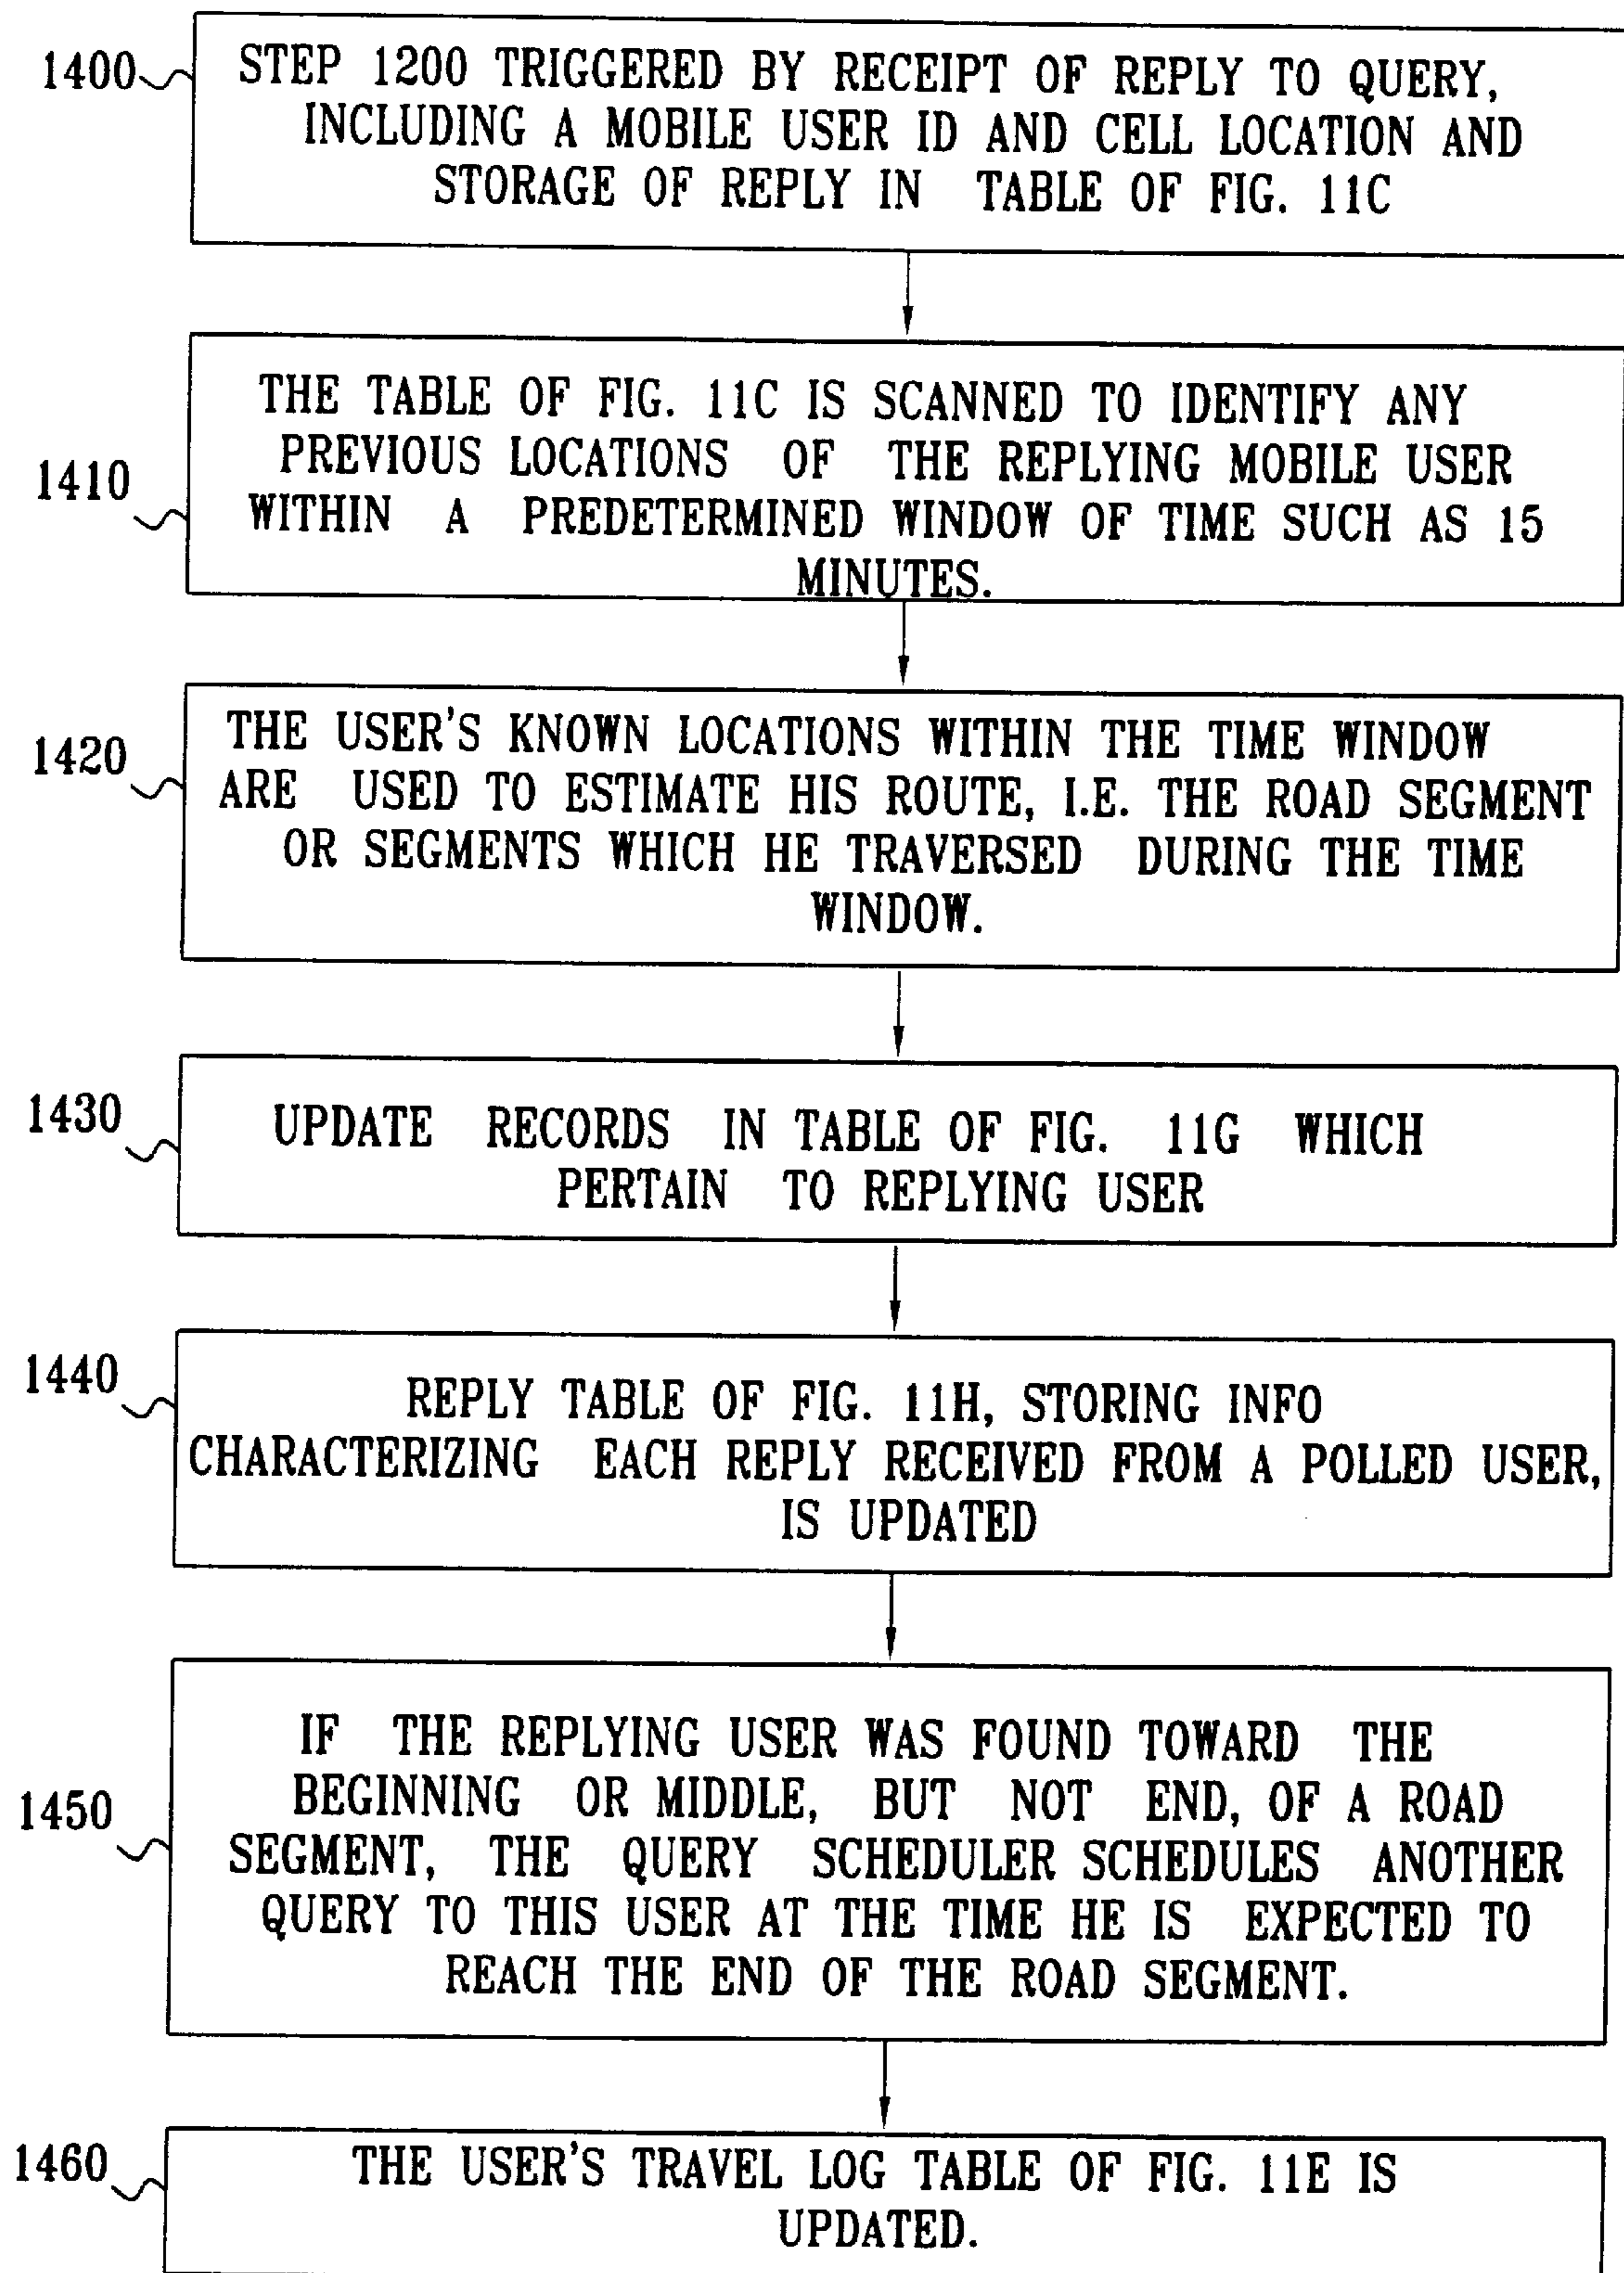 1400
STEP 1200 TRIGGERED BY RECEIPT OF REPLY TO QUERY,
INCLUDING A MOBILE USER ID AND CELL LOCATION AND
STORAGE OF REPLY IN TABLE OF FIG. 11C
1410
THE TABLE OF FIG. 11C IS SCANNED TO IDENTIFY ANY
PREVIOUS LOCATIONS OF THE REPLYING MOBILE USER
WITHIN A PREDETERMINED WINDOW OF TIME SUCH AS 15
MINUTES.
1420
THE USER'S KNOWN LOCATIONS WITHIN THE TIME WINDOW
ARE USED TO ESTIMATE HIS ROUTE, I.E. THE ROAD SEGMENT
OR SEGMENTS WHICH HE TRAVERSED DURING THE TIME
WINDOW.
1430
UPDATE RECORDS IN TABLE OF FIG. 11G WHICH
PERTAIN TO REPLYING USER
1440
REPLY TABLE OF FIG. 11H, STORING INFO
CHARACTERIZING EACH REPLY RECEIVED FROM A POLLED USER,
IS UPDATED
1450
IF THE REPLYING USER WAS FOUND TOWARD THE
BEGINNING OR MIDDLE, BUT NOT END, OF A ROAD
SEGMENT, THE QUERY SCHEDULER SCHEDULES ANOTHER
QUERY TO THIS USER AT THE TIME HE IS EXPECTED TO
REACH THE END OF THE ROAD SEGMENT.
1460
THE USER'S TRAVEL LOG TABLE OF FIG. 11E IS
UPDATED.